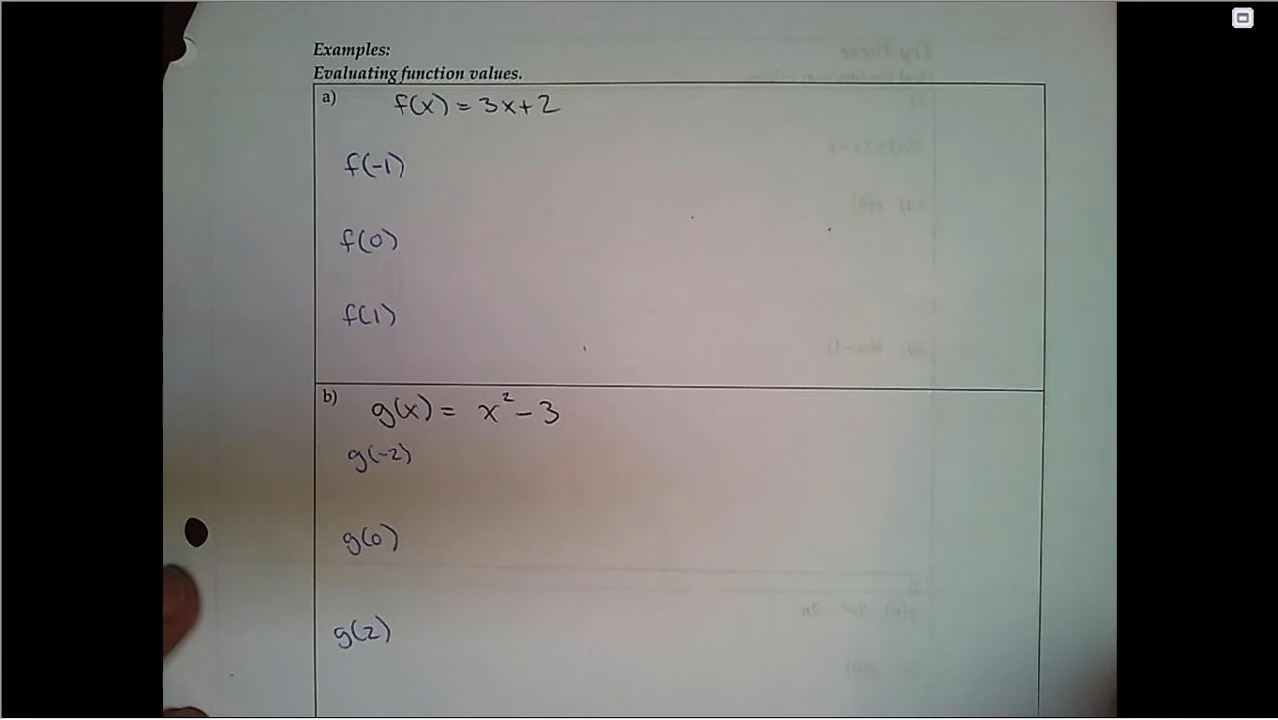 Examples:
Evaluating function values.
a) f(x) = 3x+2
f(-1)
f(0)
f(1)
b) g(x) = x² - 3
g(-2)
g(0)
g(2)